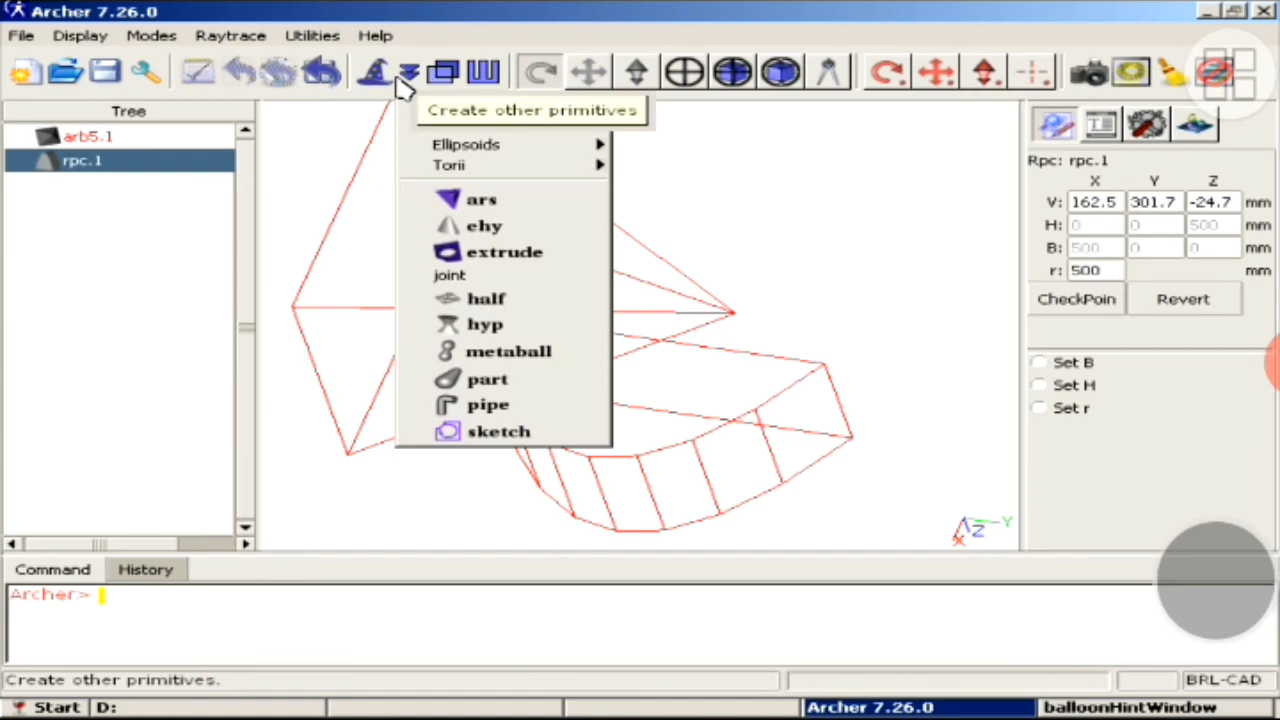 Archer 7.26.0
File Display Modes Raytrace Utilities Help
Create other primitives
Tree
arb5.1
rpc.1
Ellipsoids
Torii
ars
ehy
extrude
joint
half
hyp
metaball
part
pipe
sketch
Y
Z
X
Rpc: rpc.1
X Y Z
V: 162.5 301.7 -24.7 mm
H: 0 0 500 mm
B: 500 0 0 mm
r: 500 mm
CheckPoin Revert
Set B
Set H
Set r
Command History
Archer>
Create other primitives. BRL-CAD
Start D: Archer 7.26.0 balloonHintWindow